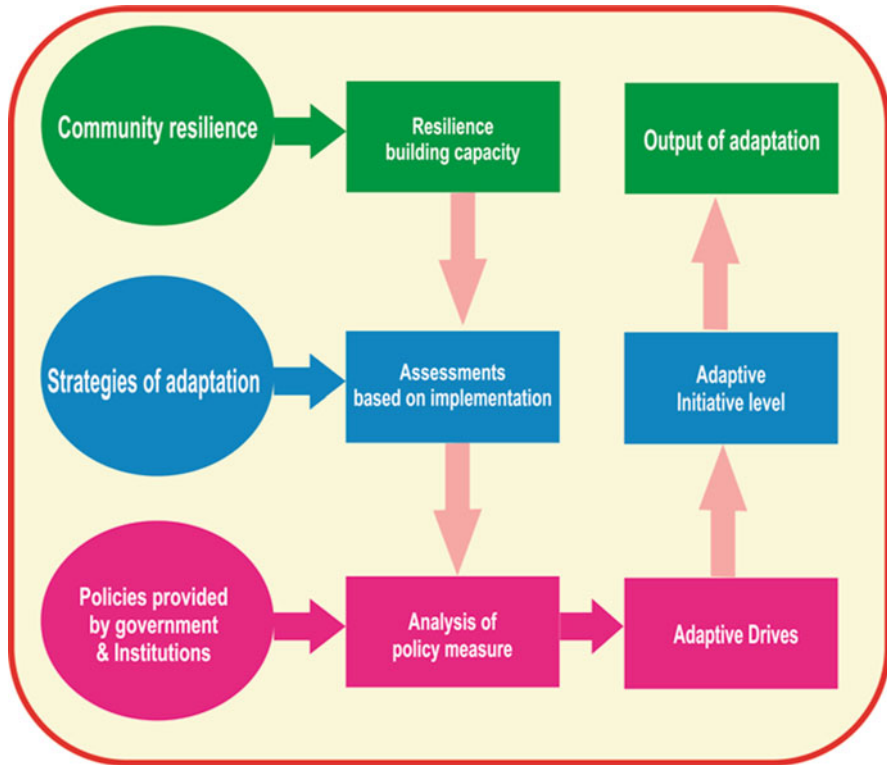 Community resilience
Resilience
building capacity
Output of adaptation
Strategies of adaptation
Assessments
based on implementation
Adaptive
Initiative level
Policies provided
by government
& Institutions
Analysis of
policy measure
Adaptive Drives